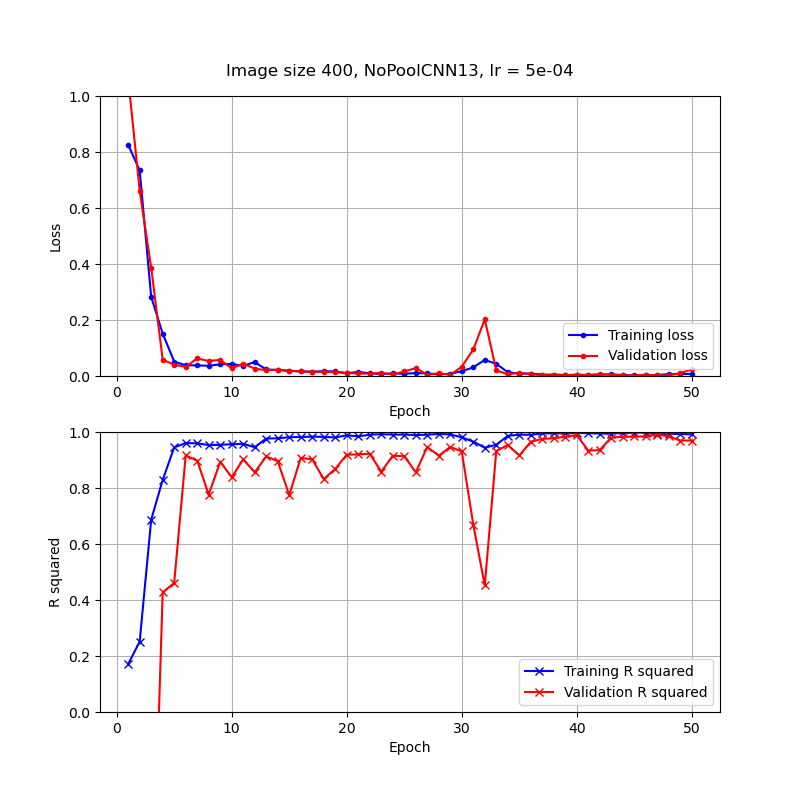 Image size 400, NoPoolCNN13, lr = 5e-04
1.0
0.8
0.6
0.4
0.2
0.0
Loss
Training loss
Validation loss
0 10 20 30 40 50
Epoch
1.0
0.8
0.6
0.4
0.2
0.0
R squared
Training R squared
Validation R squared
0 10 20 30 40 50
Epoch